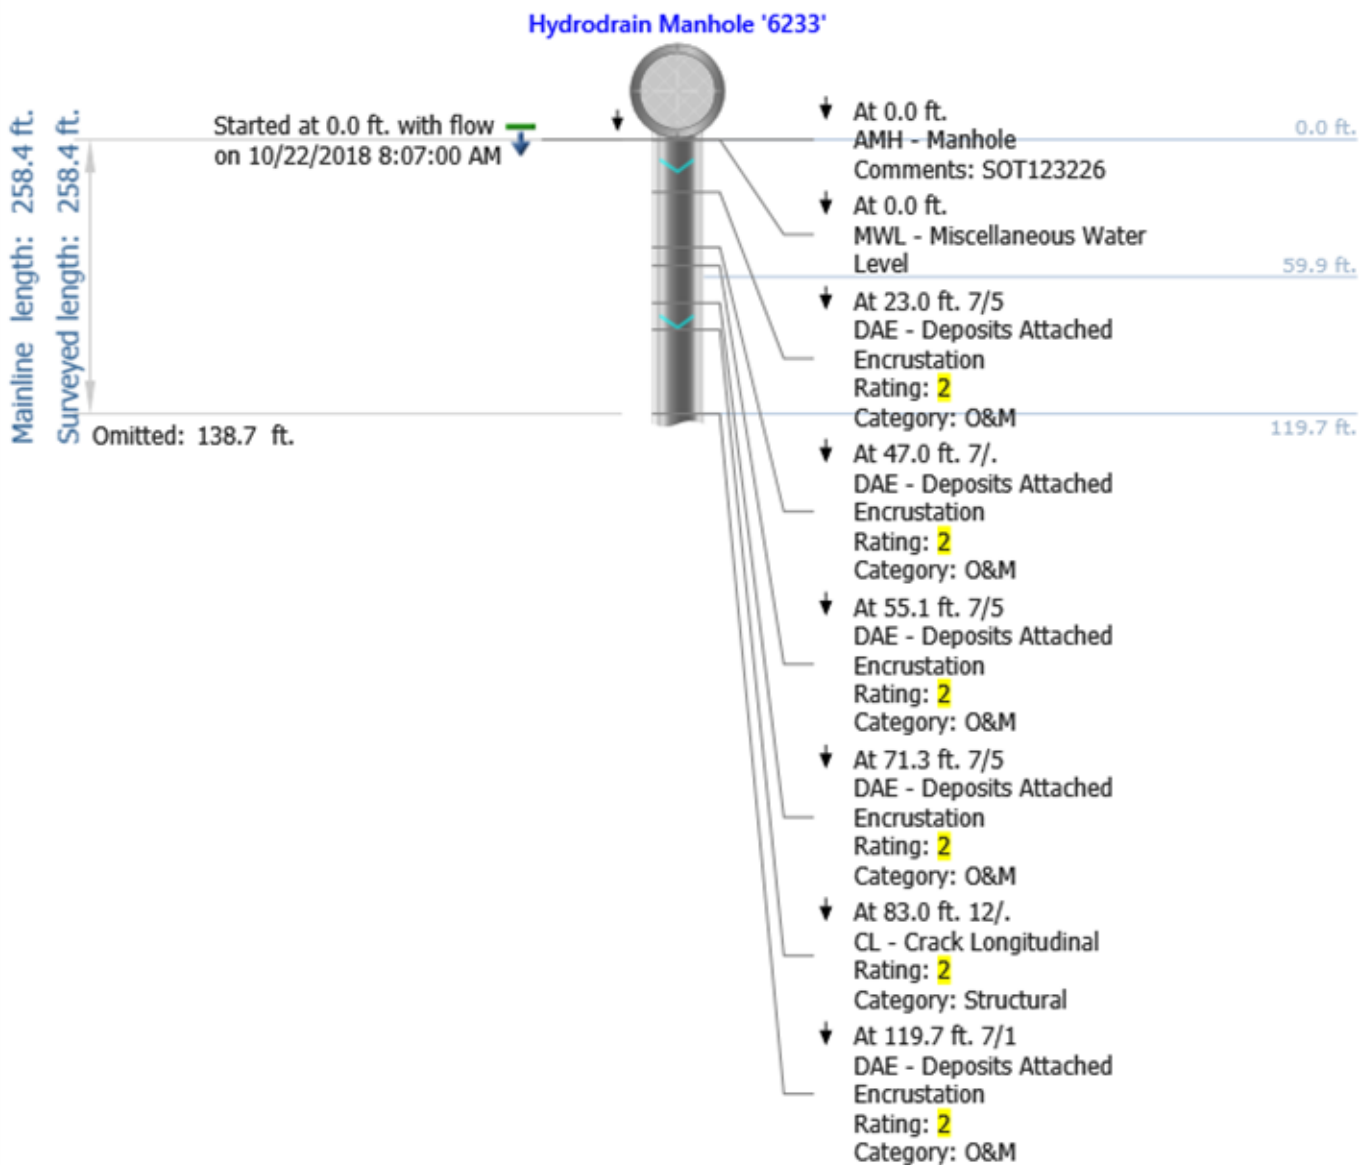 Hydrodrain Manhole '6233'
Mainline length: 258.4 ft.
Surveyed length: 258.4 ft.
Started at 0.0 ft. with flow
on 10/22/2018 8:07:00 AM
Omitted: 138.7 ft.
At 0.0 ft.
AMH - Manhole
Comments: SOT123226
At 0.0 ft.
MWL - Miscellaneous Water
Level
At 23.0 ft. 7/5
DAE - Deposits Attached
Encrustation
Rating: 2
Category: O&M
At 47.0 ft. 7/.
DAE - Deposits Attached
Encrustation
Rating: 2
Category: O&M
At 55.1 ft. 7/5
DAE - Deposits Attached
Encrustation
Rating: 2
Category: O&M
At 71.3 ft. 7/5
DAE - Deposits Attached
Encrustation
Rating: 2
Category: O&M
At 83.0 ft. 12/.
CL - Crack Longitudinal
Rating: 2
Category: Structural
At 119.7 ft. 7/1
DAE - Deposits Attached
Encrustation
Rating: 2
Category: O&M
0.0 ft.
59.9 ft.
119.7 ft.